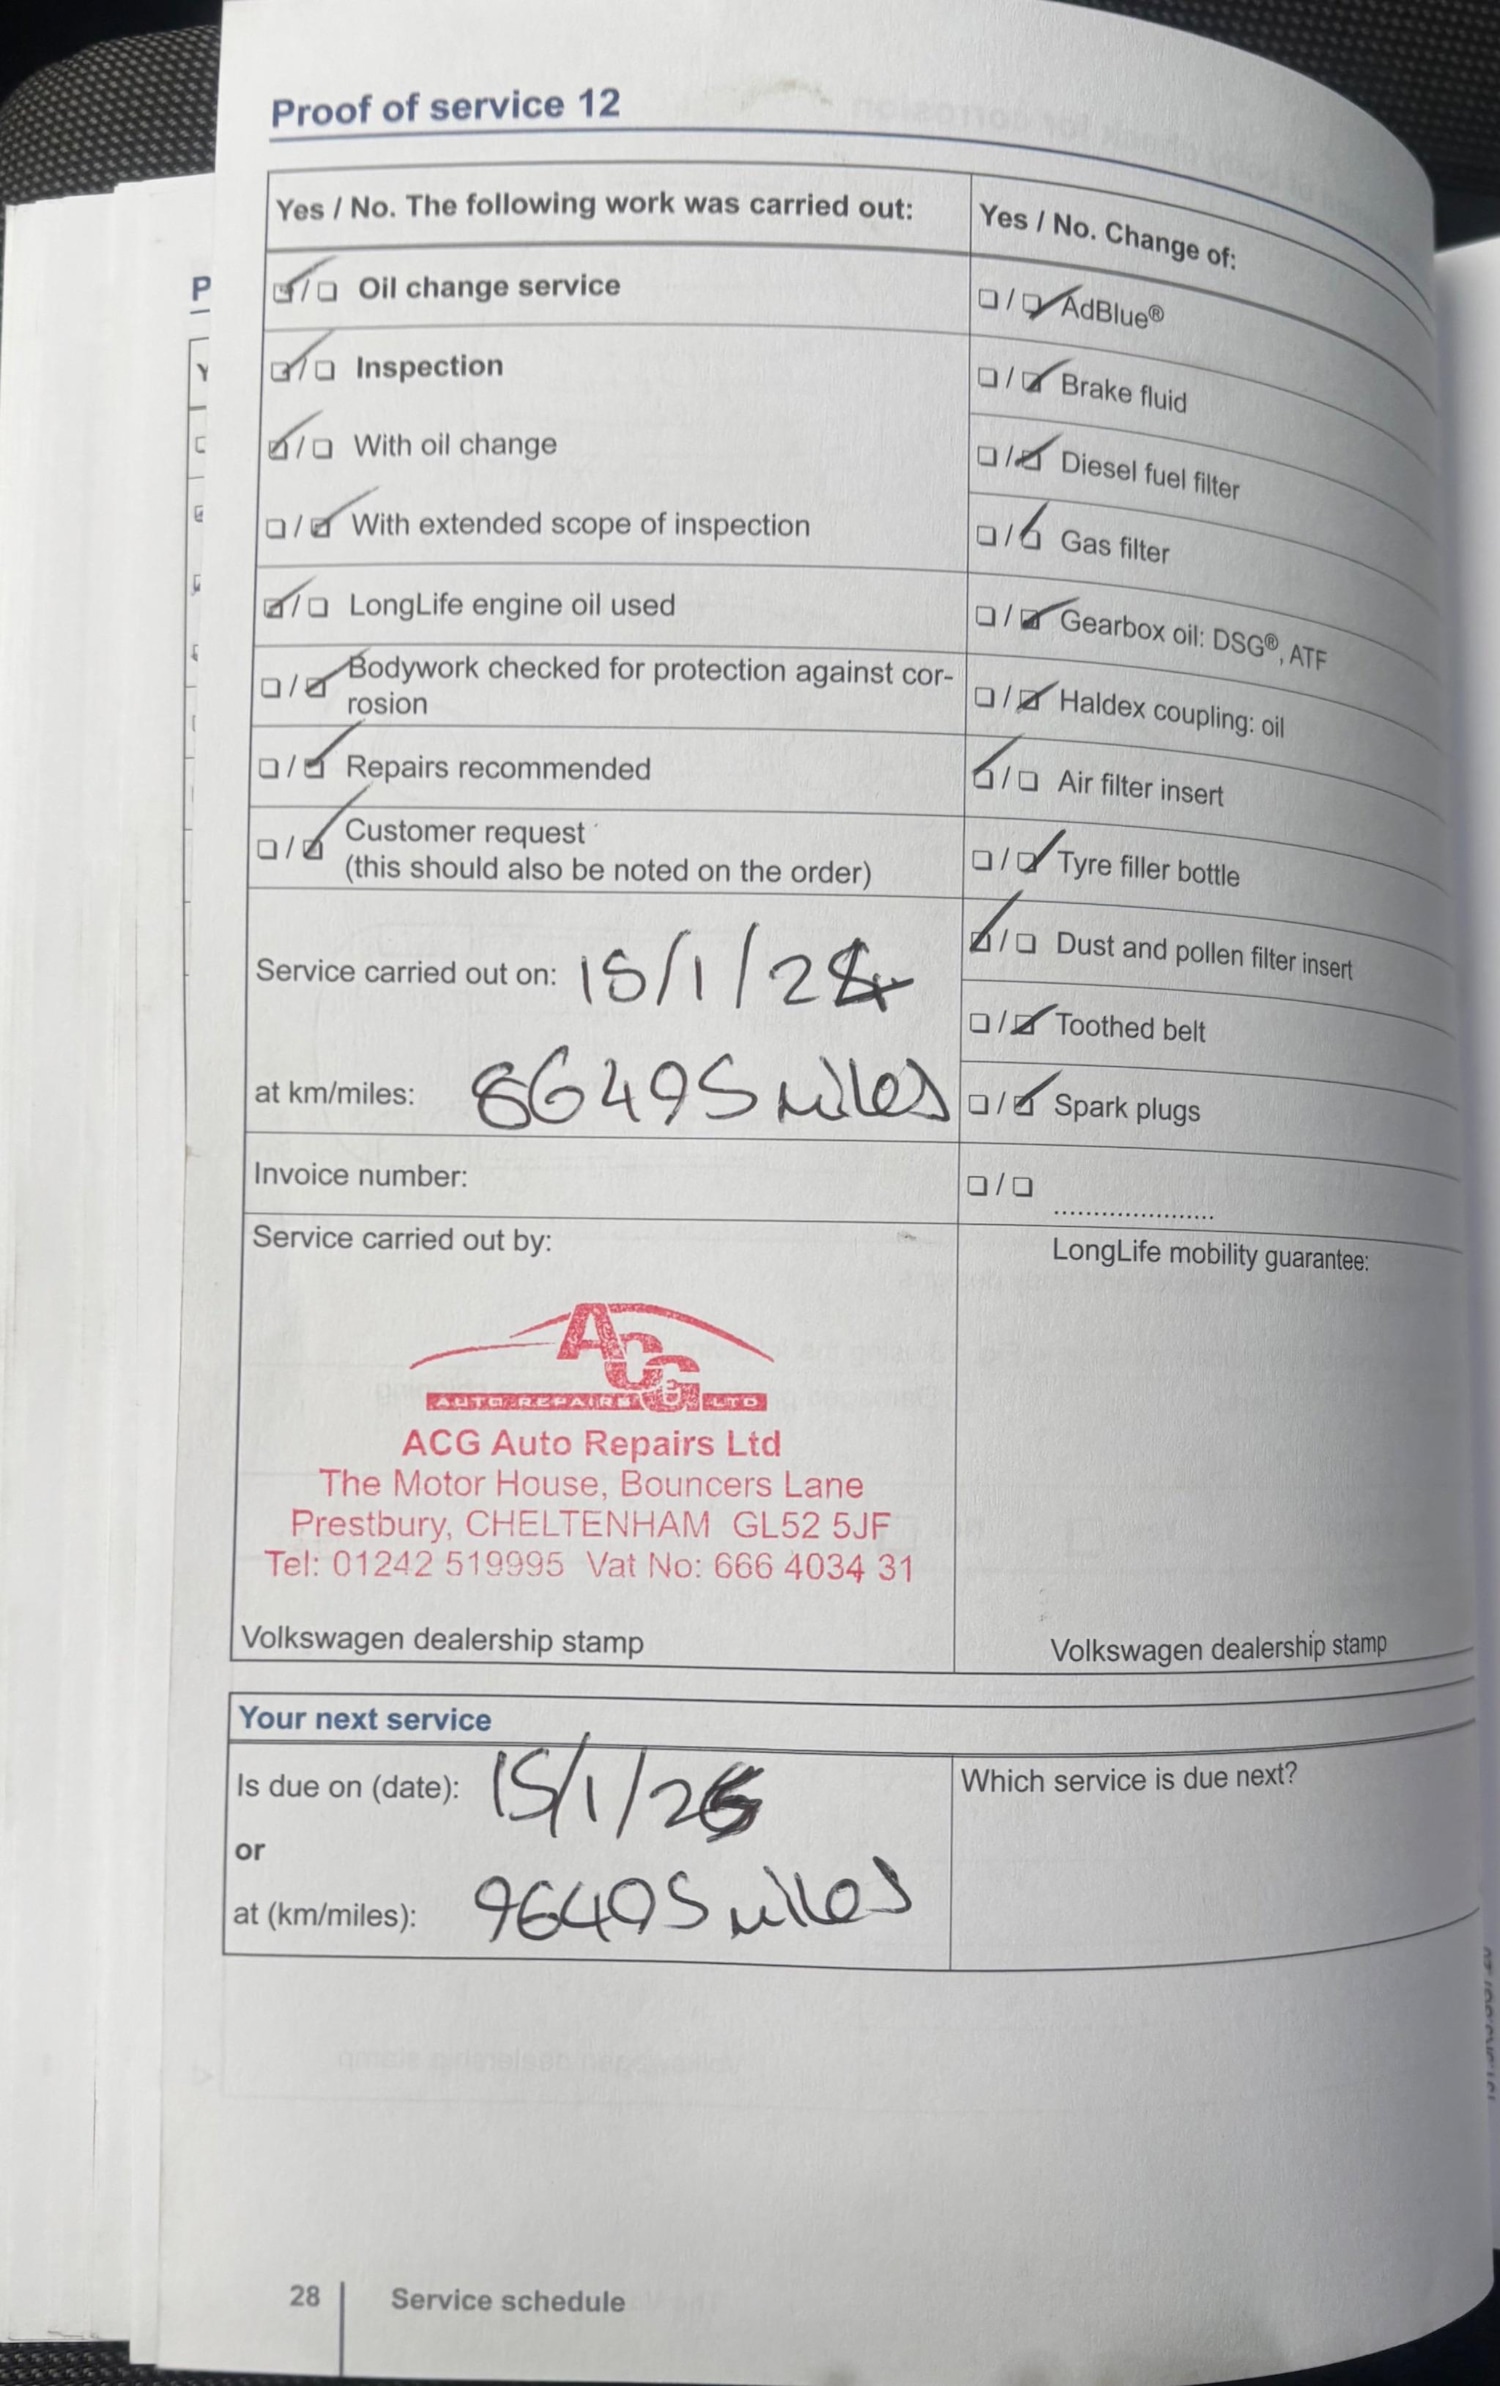 Proof of service 12
Yes / No. The following work was carried out:
☑/☐ Oil change service
☑/☐ Inspection
☑/☐ With oil change
☐/☑ With extended scope of inspection
☑/☐ LongLife engine oil used
☐/☑ Bodywork checked for protection against cor-
rosion
☐/☑ Repairs recommended
☐/☑ Customer request
(this should also be noted on the order)
Service carried out on: 15/1/
at km/miles: 86495 miles
Invoice number:
Service carried out by:
ACG
AUTO REPAIRS LTD
ACG Auto Repairs Ltd
The Motor House, Bouncers Lane
Prestbury, CHELTENHAM GL52 5JF
Tel: 01242 519995 Vat No: 666 4034 31
Volkswagen dealership stamp
Yes / No. Change of:
☐/☑ AdBlue®
☐/☑ Brake fluid
☐/☑ Diesel fuel filter
☐/☑ Gas filter
☐/☑ Gearbox oil: DSG®, ATF
☐/☑ Haldex coupling: oil
☑/☐ Air filter insert
☐/☑ Tyre filler bottle
☑/☐ Dust and pollen filter insert
☐/☑ Toothed belt
☐/☑ Spark plugs
☐/☐ ....................
LongLife mobility guarantee:
Volkswagen dealership stamp
Your next service
Is due on (date): 15/1/
or
at (km/miles): 96495 miles
Which service is due next?
28 Service schedule
P
Y